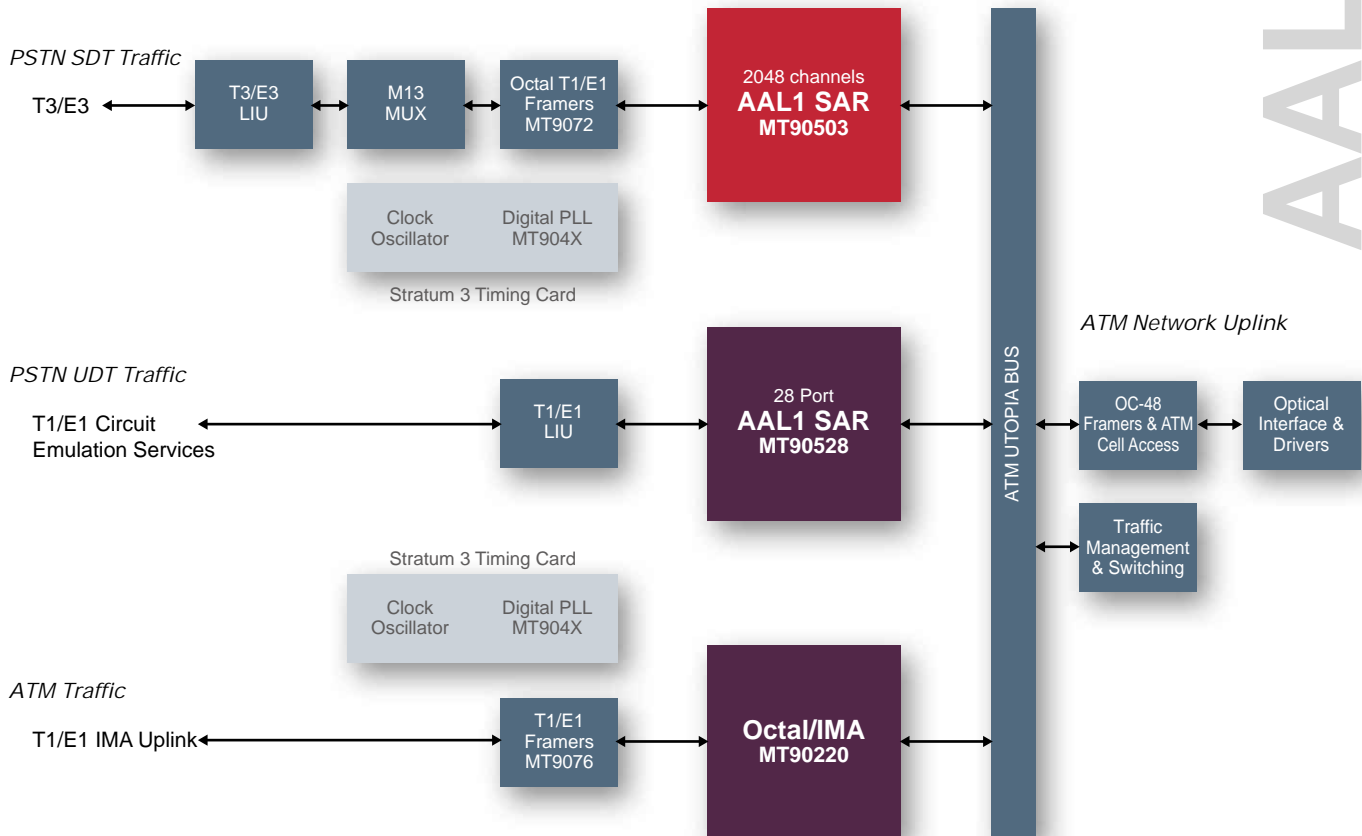 AAL
PSTN SDT Traffic
T3/E3
T3/E3
LIU
M13
MUX
Octal T1/E1
Framers
MT9072
2048 channels
AAL1 SAR
MT90503
Clock
Oscillator
Digital PLL
MT904X
Stratum 3 Timing Card
ATM UTOPIA BUS
ATM Network Uplink
PSTN UDT Traffic
T1/E1 Circuit
Emulation Services
T1/E1
LIU
28 Port
AAL1 SAR
MT90528
OC-48
Framers & ATM
Cell Access
Optical
Interface &
Drivers
Traffic
Management
& Switching
Stratum 3 Timing Card
Clock
Oscillator
Digital PLL
MT904X
ATM Traffic
T1/E1 IMA Uplink
T1/E1
Framers
MT9076
Octal/IMA
MT90220